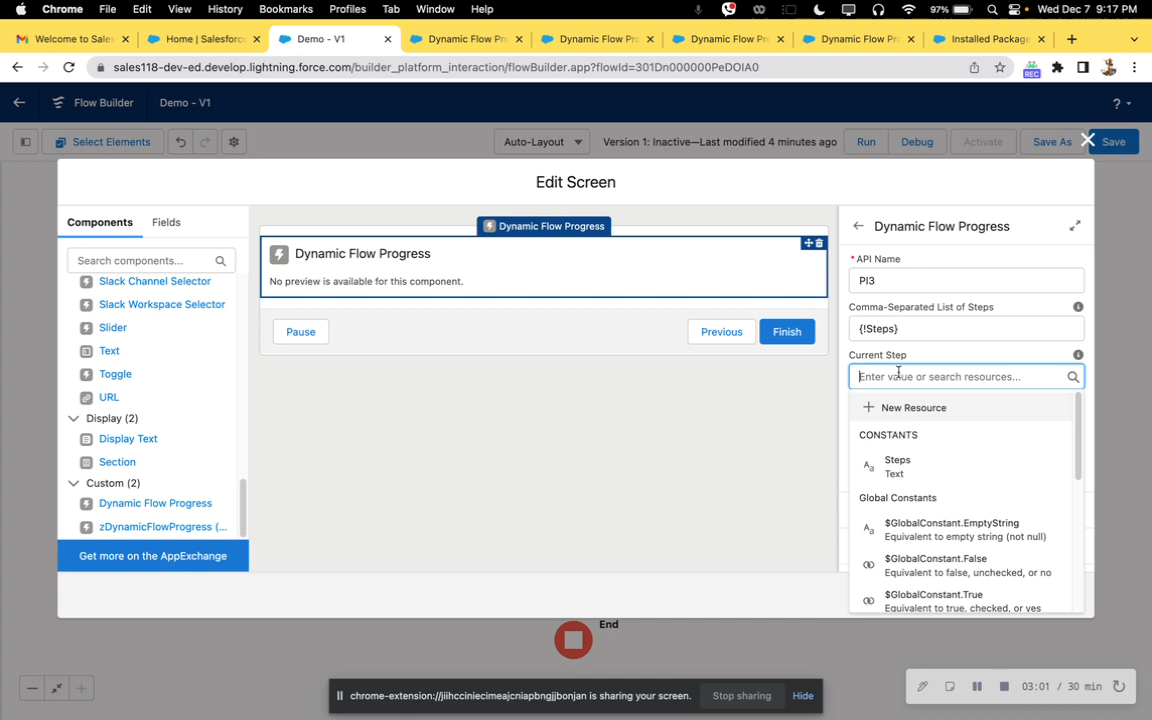 Chrome File Edit View History Bookmarks Profiles Tab Window Help 97% Wed Dec 7 9:17 PM
Welcome to Sales Home | Salesforc Demo - V1 Dynamic Flow Pro Dynamic Flow Pro Dynamic Flow Pro Dynamic Flow Pro Installed Package
sales118-dev-ed.develop.lightning.force.com/builder_platform_interaction/flowBuilder.app?flowId=301Dn000000PeDOIA0 REC
Flow Builder Demo - V1 ?
Select Elements Auto-Layout Version 1: Inactive—Last modified 4 minutes ago Run Debug Activate Save As Save
Edit Screen
Components Fields
Search components...
Slack Channel Selector
Slack Workspace Selector
Slider
Text
Toggle
URL
Display (2)
Display Text
Section
Custom (2)
Dynamic Flow Progress
zDynamicFlowProgress (...
Get more on the AppExchange
Dynamic Flow Progress
Dynamic Flow Progress
No preview is available for this component.
Pause Previous Finish
Dynamic Flow Progress
* API Name
PI3
Comma-Separated List of Steps
{!Steps}
Current Step
Enter value or search resources...
New Resource
CONSTANTS
Aa Steps
Text
Global Constants
Aa $GlobalConstant.EmptyString
Equivalent to empty string (not null)
$GlobalConstant.False
Equivalent to false, unchecked, or no
$GlobalConstant.True
Equivalent to true, checked, or yes
End
chrome-extension://jiihcciniecimeajcniapbngjjbonjan is sharing your screen. Stop sharing Hide
03:01 / 30 min